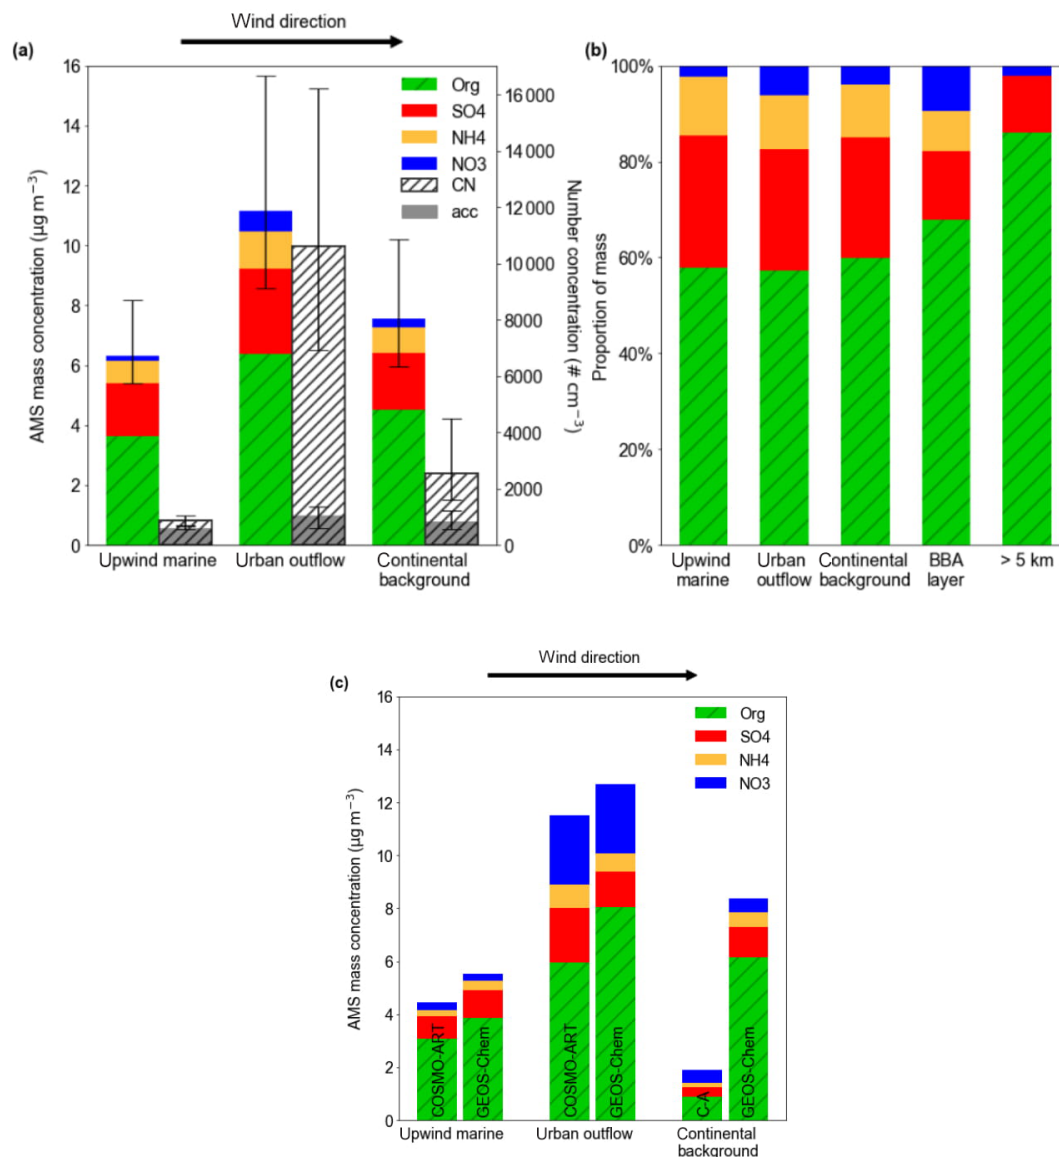 Wind direction
(a)
16
14
12
10
8
6
4
2
0
AMS mass concentration (µg m⁻³)
Org
SO4
NH4
NO3
CN
acc
16 000
14 000
12 000
10 000
8000
6000
4000
2000
0
Number concentration (# cm⁻³)
Upwind marine
Urban outflow
Continental
background
(b)
100%
80%
60%
40%
20%
0%
Proportion of mass
Upwind
marine
Urban
outflow
Continental
background
BBA
layer
> 5 km
Wind direction
(c)
16
14
12
10
8
6
4
2
0
AMS mass concentration (µg m⁻³)
Org
SO4
NH4
NO3
COSMO-ART
GEOS-Chem
COSMO-ART
GEOS-Chem
C-A
GEOS-Chem
Upwind marine
Urban outflow
Continental
background